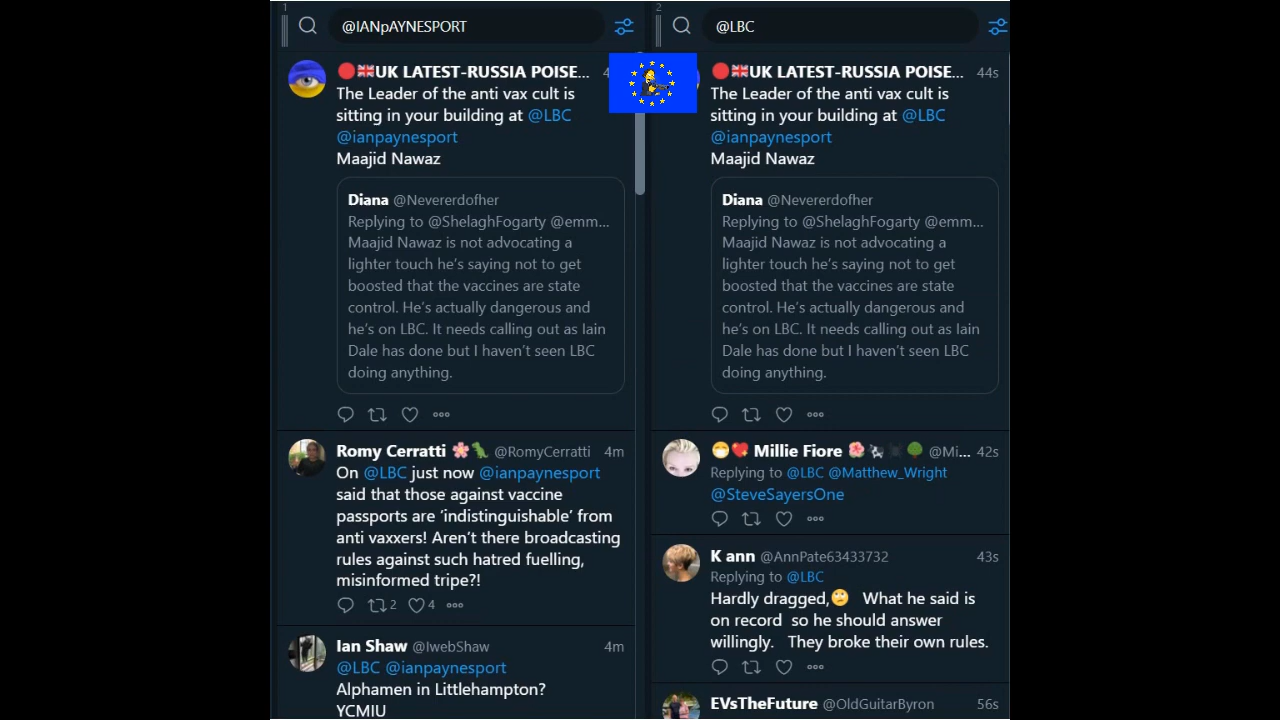 1
@IANpAYNESPORT
🔴🇬🇧UK LATEST-RUSSIA POISE...
The Leader of the anti vax cult is
sitting in your building at @LBC
@ianpaynesport
Maajid Nawaz
Diana @Nevererdofher
Replying to @ShelaghFogarty @emm...
Maajid Nawaz is not advocating a
lighter touch he's saying not to get
boosted that the vaccines are state
control. He's actually dangerous and
he's on LBC. It needs calling out as Iain
Dale has done but I haven't seen LBC
doing anything.
Romy Cerratti 🌸🦖 @RomyCerratti 4m
On @LBC just now @ianpaynesport
said that those against vaccine
passports are 'indistinguishable' from
anti vaxxers! Aren't there broadcasting
rules against such hatred fuelling,
misinformed tripe?!
2 4
Ian Shaw @IwebShaw 4m
@LBC @ianpaynesport
Alphamen in Littlehampton?
YCMIU
2
@LBC
🔴🇬🇧UK LATEST-RUSSIA POISE... 44s
The Leader of the anti vax cult is
sitting in your building at @LBC
@ianpaynesport
Maajid Nawaz
Diana @Nevererdofher
Replying to @ShelaghFogarty @emm...
Maajid Nawaz is not advocating a
lighter touch he's saying not to get
boosted that the vaccines are state
control. He's actually dangerous and
he's on LBC. It needs calling out as Iain
Dale has done but I haven't seen LBC
doing anything.
😷💖 Millie Fiore 🌺🐄🕷🌳 @Mi... 42s
Replying to @LBC @Matthew_Wright
@SteveSayersOne
K ann @AnnPate63433732 43s
Replying to @LBC
Hardly dragged,🙄 What he said is
on record so he should answer
willingly. They broke their own rules.
EVsTheFuture @OldGuitarByron 56s